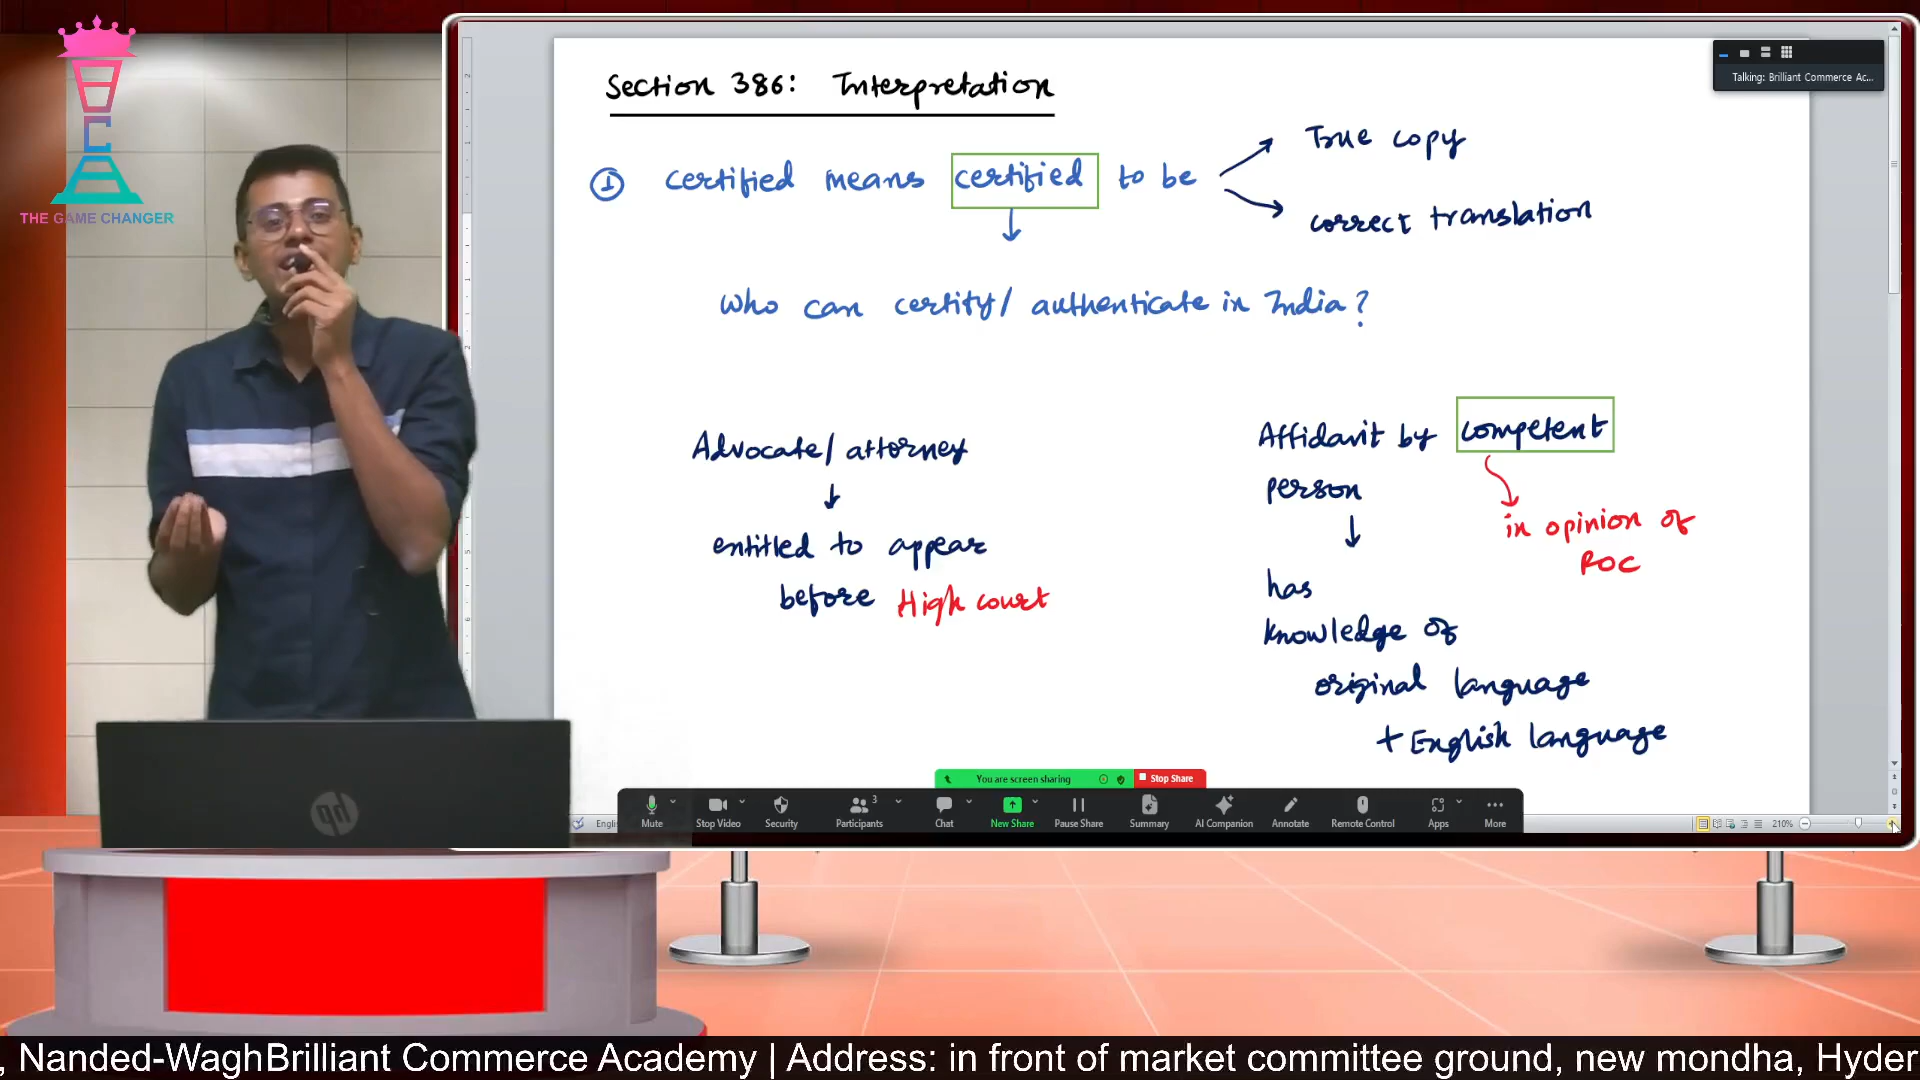 THE GAME CHANGER
Section 386: Interpretation
Talking: Brilliant Commerce Ac...
① certified means certified to be
True copy
correct translation
who can certify/ authenticate in India?
Advocate/ attorney
entitled to appear
before High court
Affidavit by competent
person
in opinion of
ROC
has
knowledge of
original language
+ English language
You are screen sharing Stop Share
Mute Stop Video Security Participants 3 Chat New Share Pause Share Summary AI Companion Annotate Remote Control Apps More
Engli
210%
hp
, Nanded-WaghBrilliant Commerce Academy | Address: in front of market committee ground, new mondha, Hyder